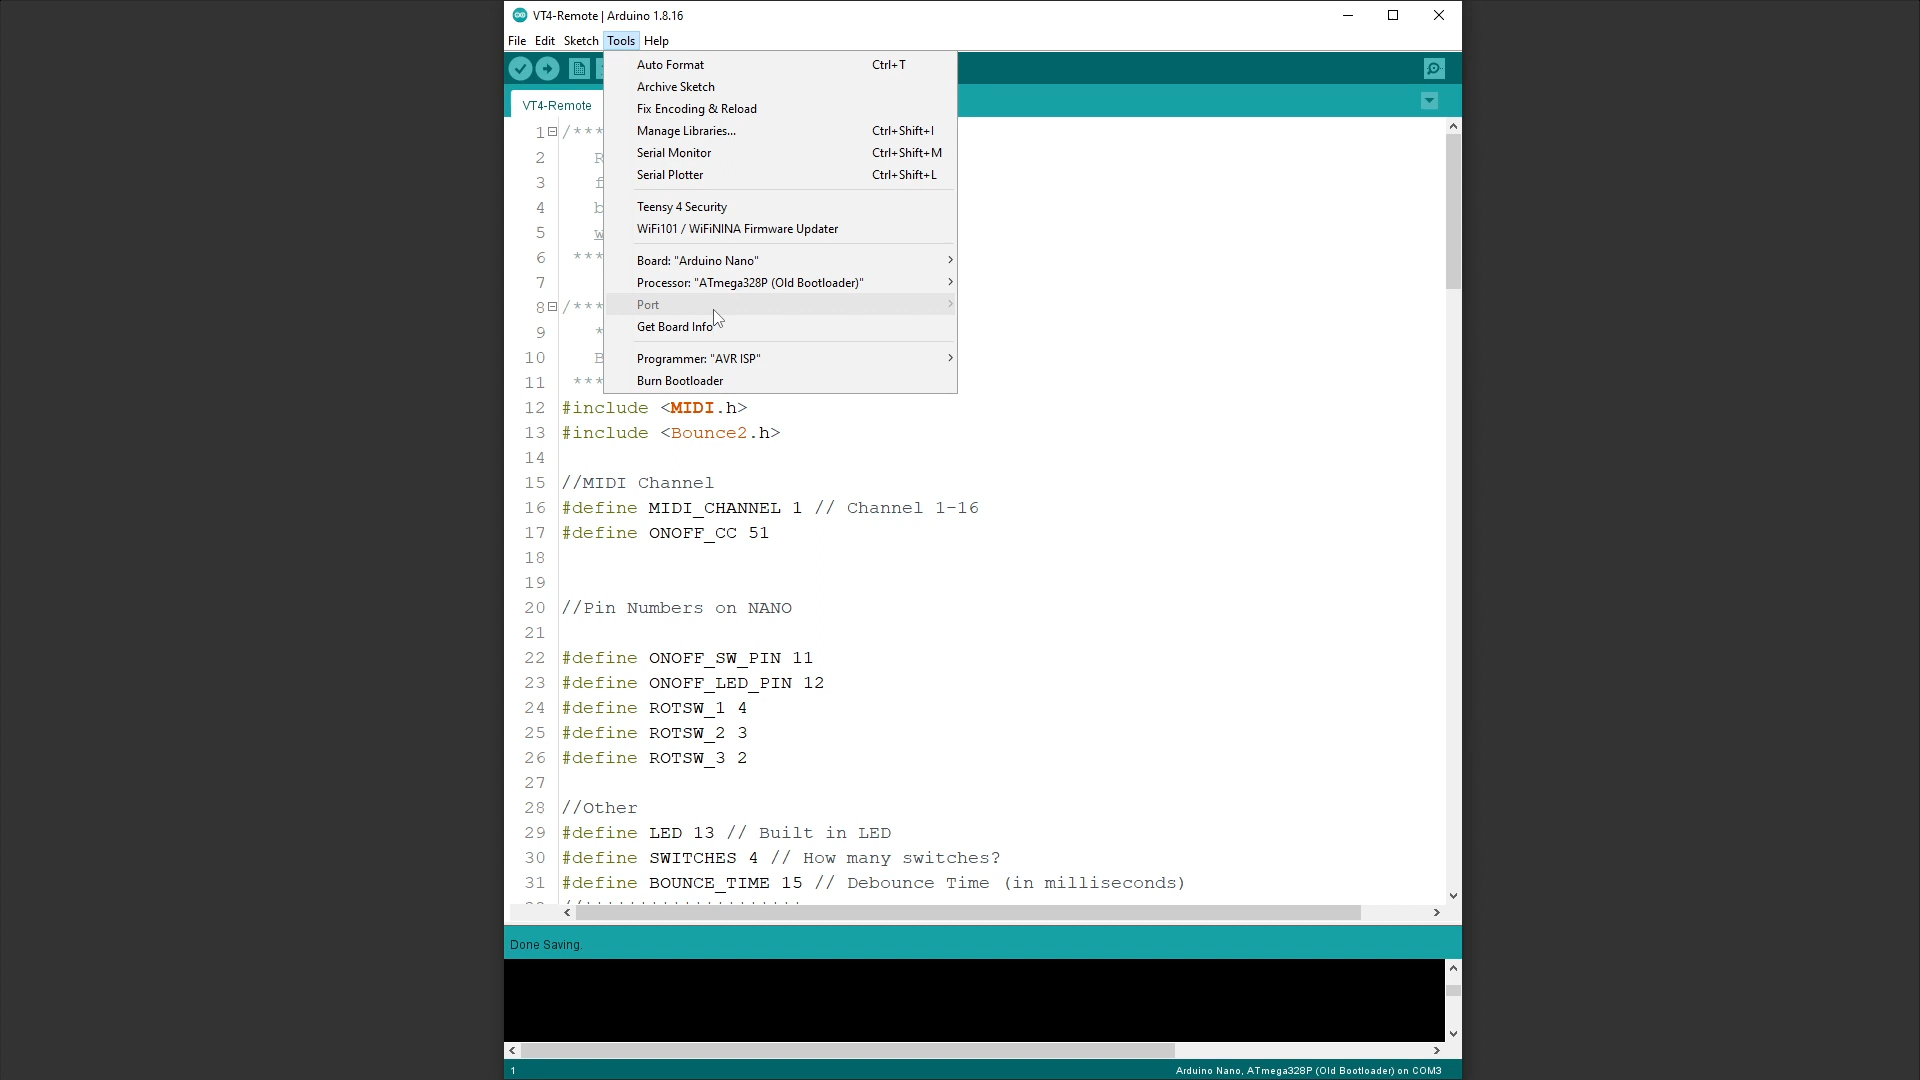 VT4-Remote | Arduino 1.8.16
File Edit Sketch Tools Help
VT4-Remote
Auto Format Ctrl+T
Archive Sketch
Fix Encoding & Reload
Manage Libraries... Ctrl+Shift+I
Serial Monitor Ctrl+Shift+M
Serial Plotter Ctrl+Shift+L
Teensy 4 Security
WiFi101 / WiFiNINA Firmware Updater
Board: "Arduino Nano"
Processor: "ATmega328P (Old Bootloader)"
Port
Get Board Info
Programmer: "AVR ISP"
Burn Bootloader
1 /***
2 R
3 f
4 b
5 w
6 ***
7
8 /***
9 *
10 B
11 ***
12 #include <MIDI.h>
13 #include <Bounce2.h>
14
15 //MIDI Channel
16 #define MIDI_CHANNEL 1 // Channel 1-16
17 #define ONOFF_CC 51
18
19
20 //Pin Numbers on NANO
21
22 #define ONOFF_SW_PIN 11
23 #define ONOFF_LED_PIN 12
24 #define ROTSW_1 4
25 #define ROTSW_2 3
26 #define ROTSW_3 2
27
28 //Other
29 #define LED 13 // Built in LED
30 #define SWITCHES 4 // How many switches?
31 #define BOUNCE_TIME 15 // Debounce Time (in milliseconds)
Done Saving.
1 Arduino Nano, ATmega328P (Old Bootloader) on COM3